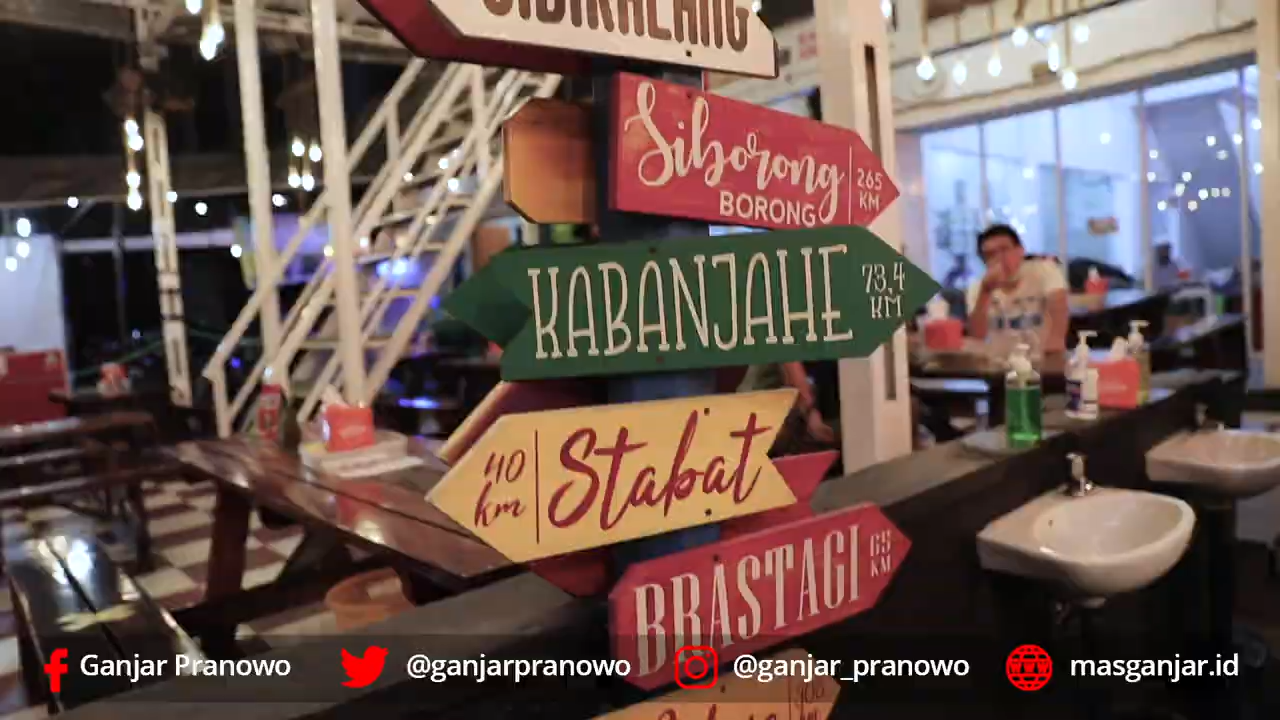 SIDIKALANG
Siborong
BORONG
265
KM
KABANJAHE
73,4
KM
40
km
Stabat
BRASTAGI
65
KM
Ganjar Pranowo
@ganjarpranowo
@ganjar_pranowo
masganjar.id